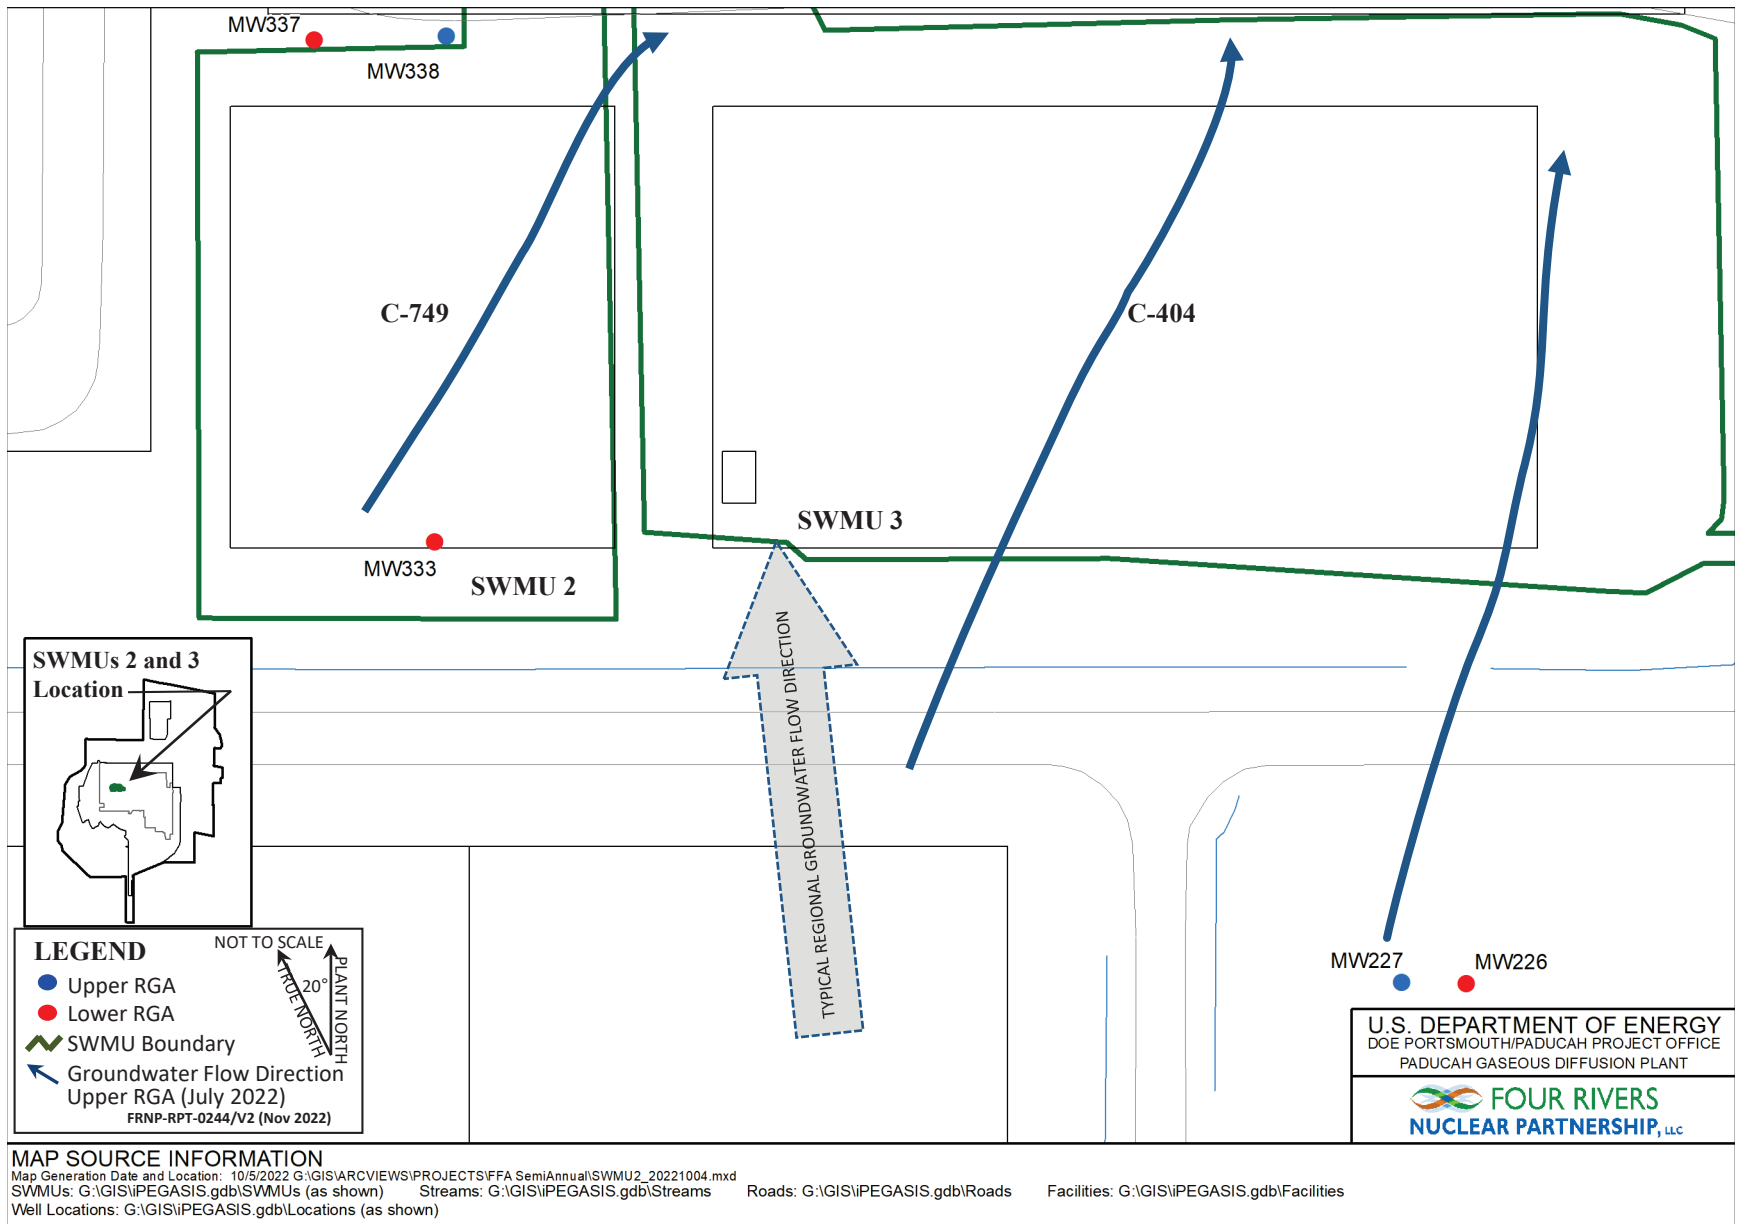 MW337
MW338
C-749
C-404
SWMU 3
MW333
SWMU 2
TYPICAL REGIONAL GROUNDWATER FLOW DIRECTION
SWMUs 2 and 3
Location
MW227
MW226
LEGEND
NOT TO SCALE
Upper RGA
Lower RGA
SWMU Boundary
Groundwater Flow Direction
Upper RGA (July 2022)
FRNP-RPT-0244/V2 (Nov 2022)
TRUE NORTH
20°
PLANT NORTH
U.S. DEPARTMENT OF ENERGY
DOE PORTSMOUTH/PADUCAH PROJECT OFFICE
PADUCAH GASEOUS DIFFUSION PLANT
FOUR RIVERS
NUCLEAR PARTNERSHIP, LLC
MAP SOURCE INFORMATION
Map Generation Date and Location: 10/5/2022 G:\GIS\ARCVIEWS\PROJECTS\FFA SemiAnnual\SWMU2_20221004.mxd
SWMUs: G:\GIS\iPEGASIS.gdb\SWMUs (as shown) Streams: G:\GIS\iPEGASIS.gdb\Streams Roads: G:\GIS\iPEGASIS.gdb\Roads Facilities: G:\GIS\iPEGASIS.gdb\Facilities
Well Locations: G:\GIS\iPEGASIS.gdb\Locations (as shown)